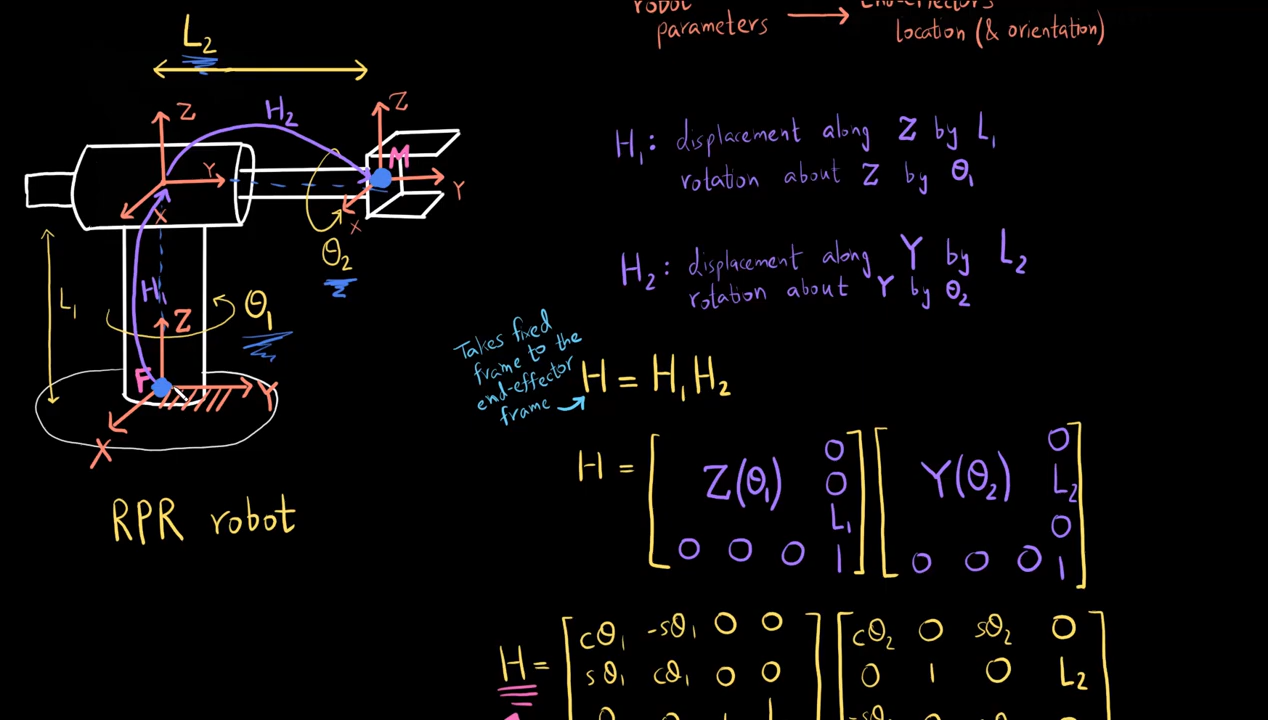 robot
parameters
End-effectors
location (& orientation)
L2
Z
H2
Z
M
Y
Y
X
X
θ2
L1
H1
θ1
Z
F
Y
X
RPR robot
H1: displacement along Z by L1
rotation about Z by θ1
H2: displacement along Y by L2
rotation about Y by θ2
Takes fixed
frame to the
end-effector
frame
H = H1H2
H = [ Z(θ1) 0 0 L1 0 0 0 1 ] [ Y(θ2) 0 L2 0 0 0 0 1 ]
H = cθ1 -sθ1 0 0 cθ2 0 sθ2 0
sθ1 cθ1 0 0 0 1 0 L2